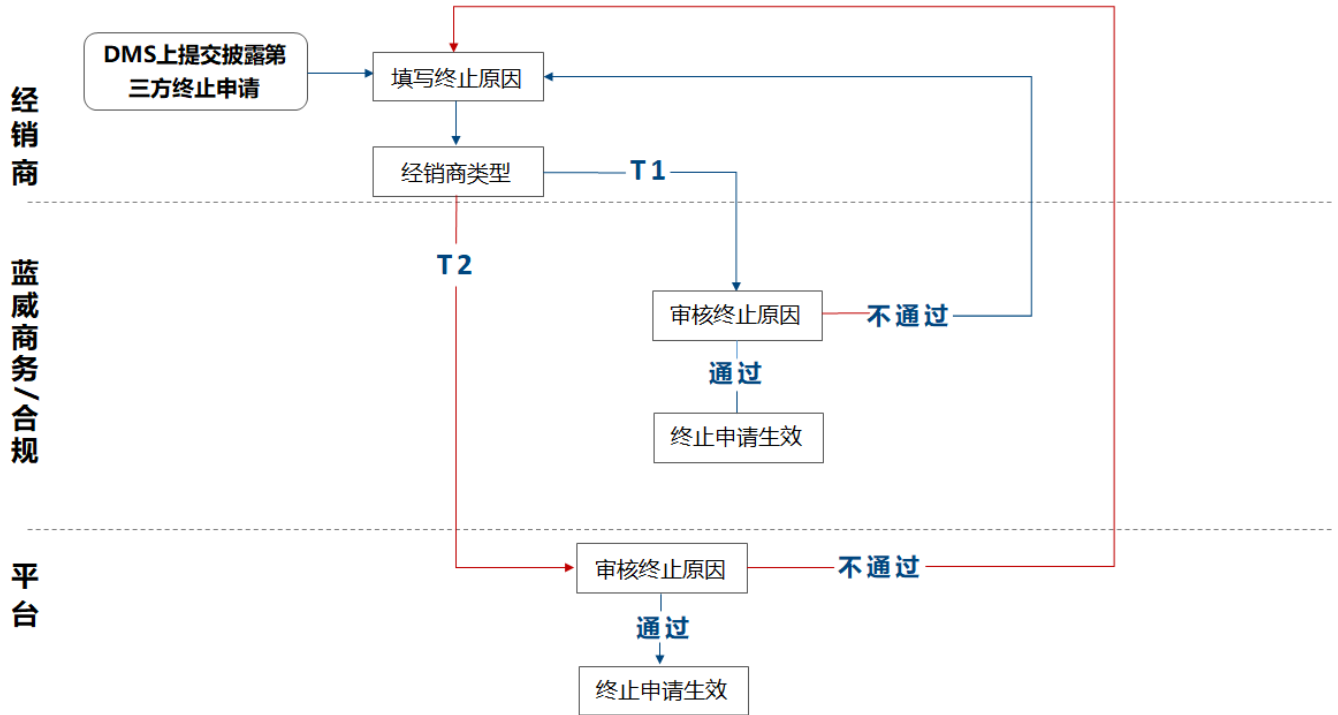 DMS上提交披露第
三方终止申请
填写终止原因
经销商
经销商类型
T1
T2
蓝威商务/合规
审核终止原因
不通过
通过
终止申请生效
平台
审核终止原因
不通过
通过
终止申请生效